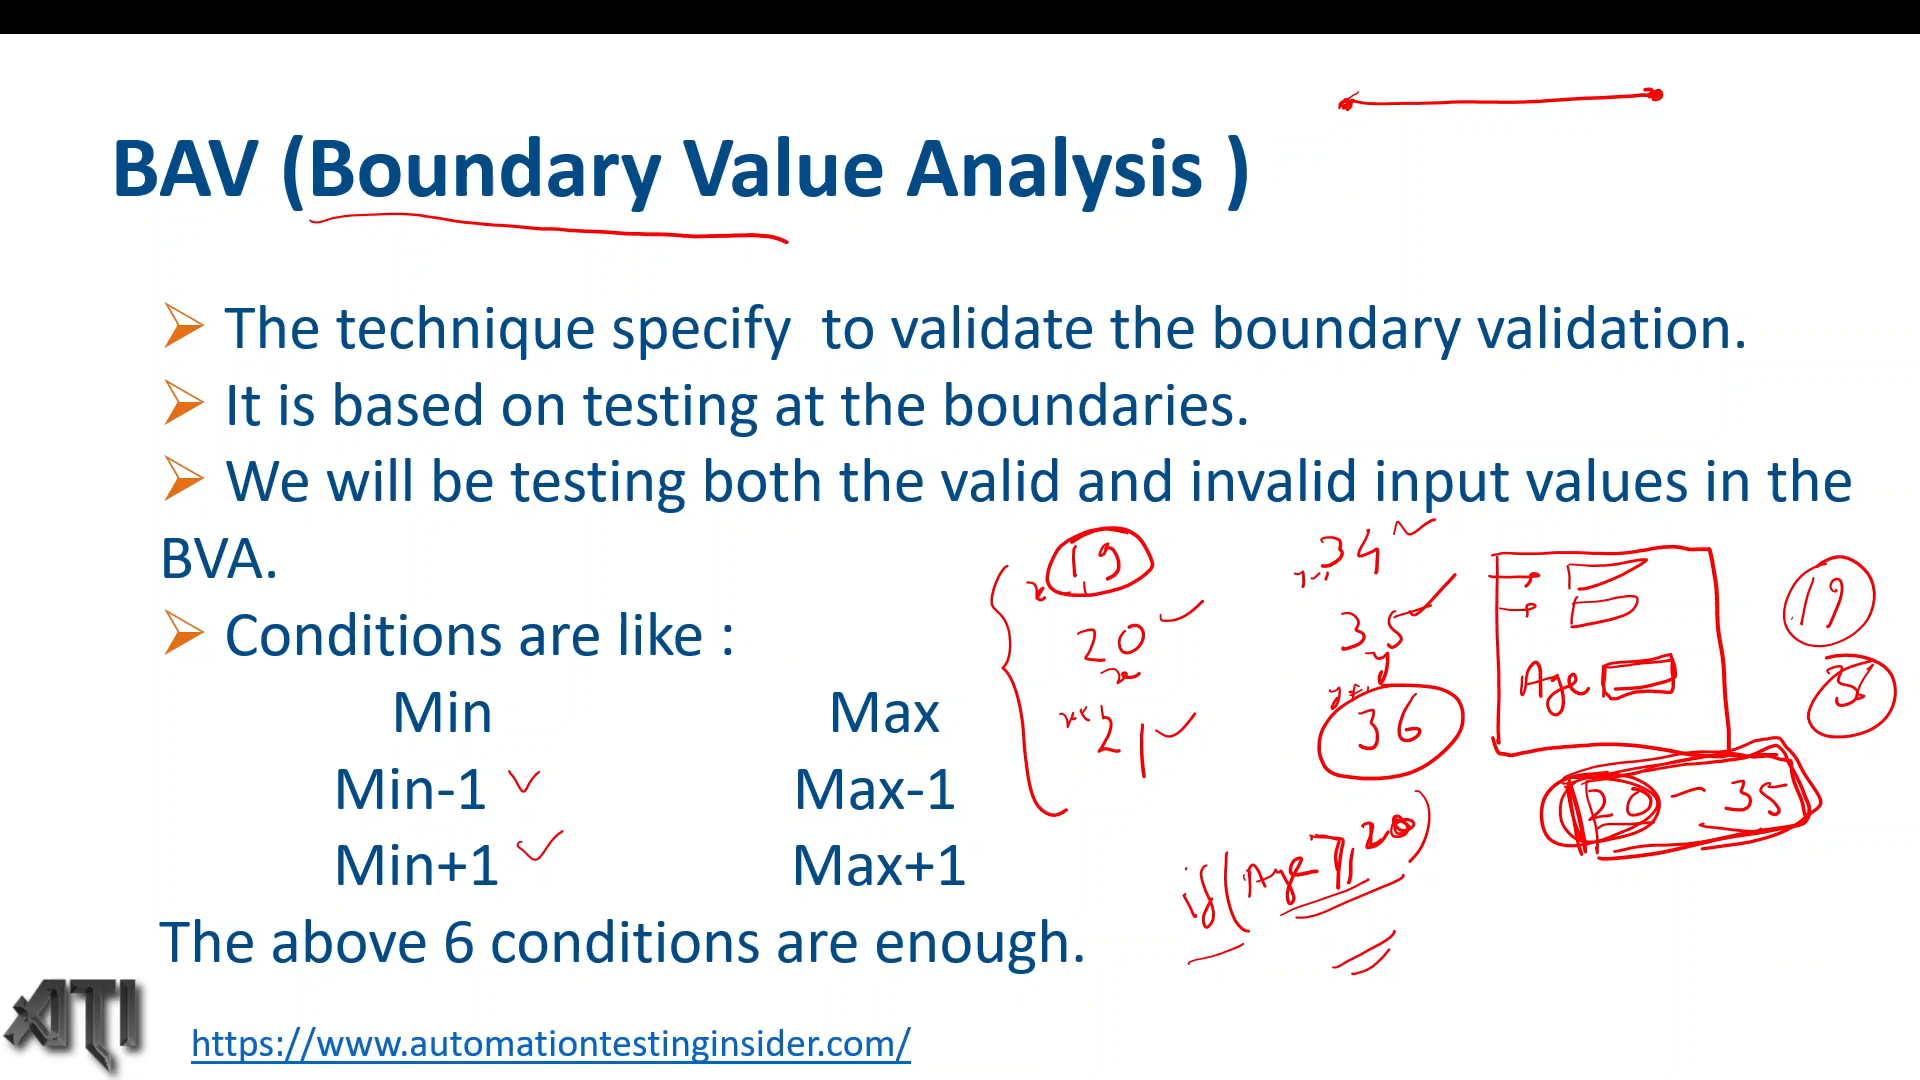 BAV (Boundary Value Analysis )
The technique specify to validate the boundary validation.
It is based on testing at the boundaries.
We will be testing both the valid and invalid input values in the
BVA.
Conditions are like :
Min Max
Min-1 Max-1
Min+1 Max+1
The above 6 conditions are enough.
ATI
https://www.automationtestinginsider.com/
19
20
21
34
35
y
36
19
36
Age
20 - 35
if(Age 20)